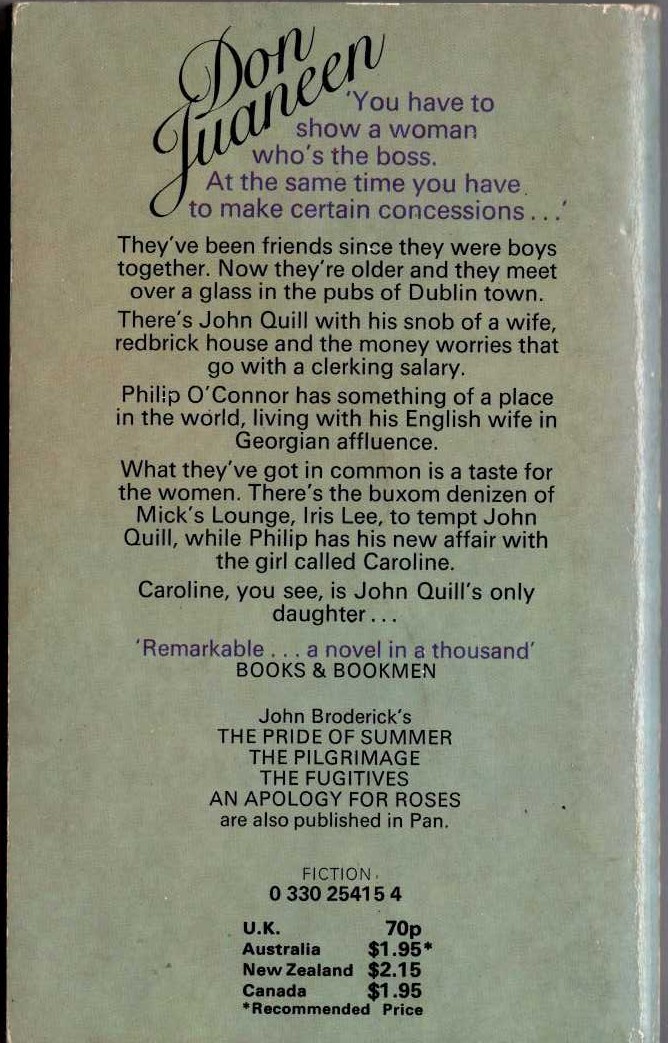 Don
Juaneen
'You have to
show a woman
who's the boss.
At the same time you have
to make certain concessions . . .'
They've been friends since they were boys
together. Now they're older and they meet
over a glass in the pubs of Dublin town.
There's John Quill with his snob of a wife,
redbrick house and the money worries that
go with a clerking salary.
Philip O'Connor has something of a place
in the world, living with his English wife in
Georgian affluence.
What they've got in common is a taste for
the women. There's the buxom denizen of
Mick's Lounge, Iris Lee, to tempt John
Quill, while Philip has his new affair with
the girl called Caroline.
Caroline, you see, is John Quill's only
daughter . . .
'Remarkable . . . a novel in a thousand'
BOOKS & BOOKMEN
John Broderick's
THE PRIDE OF SUMMER
THE PILGRIMAGE
THE FUGITIVES
AN APOLOGY FOR ROSES
are also published in Pan.
FICTION
0 330 25415 4
U.K. 70p
Australia $1.95*
New Zealand $2.15
Canada $1.95
*Recommended Price